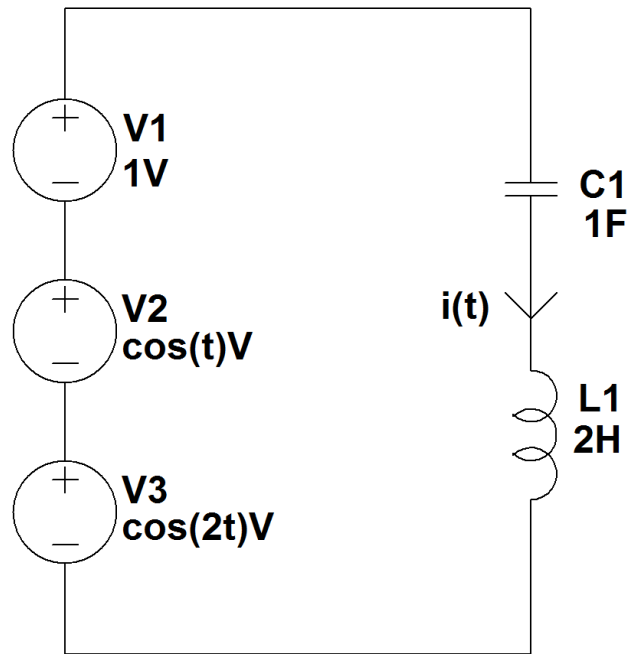 V1
1V
C1
1F
V2
cos(t)V
i(t)
L1
2H
V3
cos(2t)V